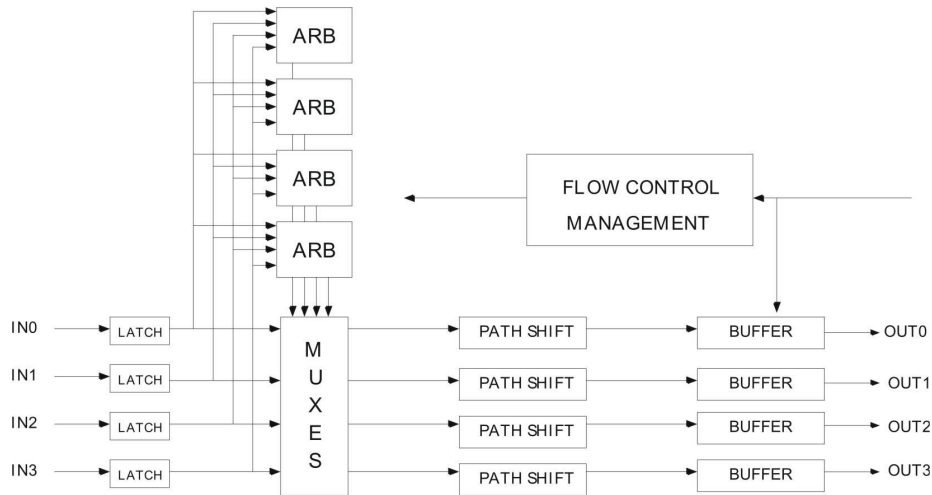 ARB
ARB
ARB
ARB
FLOW CONTROL
MANAGEMENT
IN0
LATCH
PATH SHIFT
BUFFER
OUT0
IN1
LATCH
PATH SHIFT
BUFFER
OUT1
IN2
LATCH
PATH SHIFT
BUFFER
OUT2
IN3
LATCH
PATH SHIFT
BUFFER
OUT3
MUXES